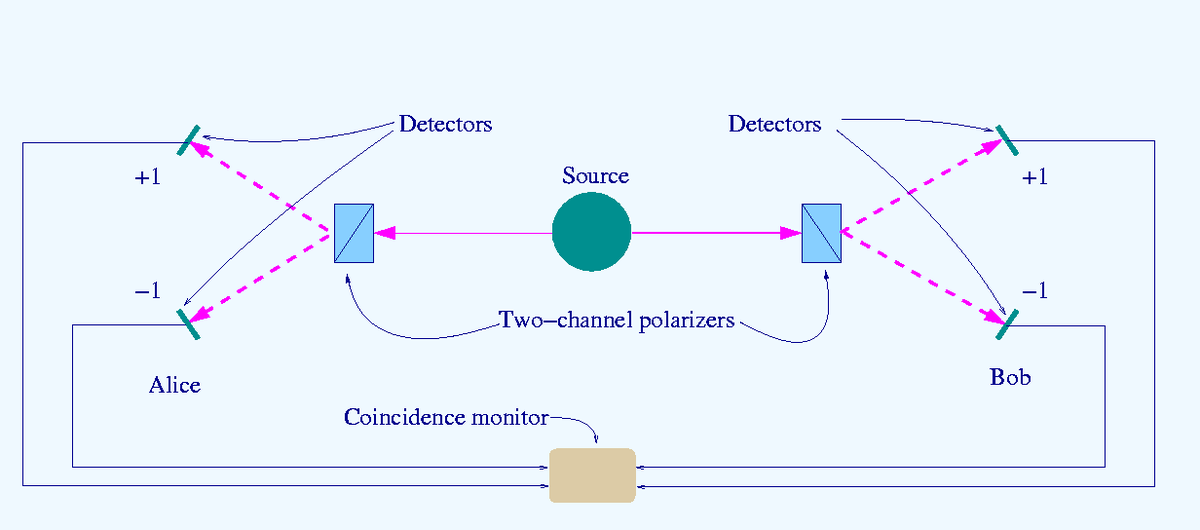 Detectors
Detectors
Source
+1
+1
−1
−1
Two−channel polarizers
Alice
Bob
Coincidence monitor